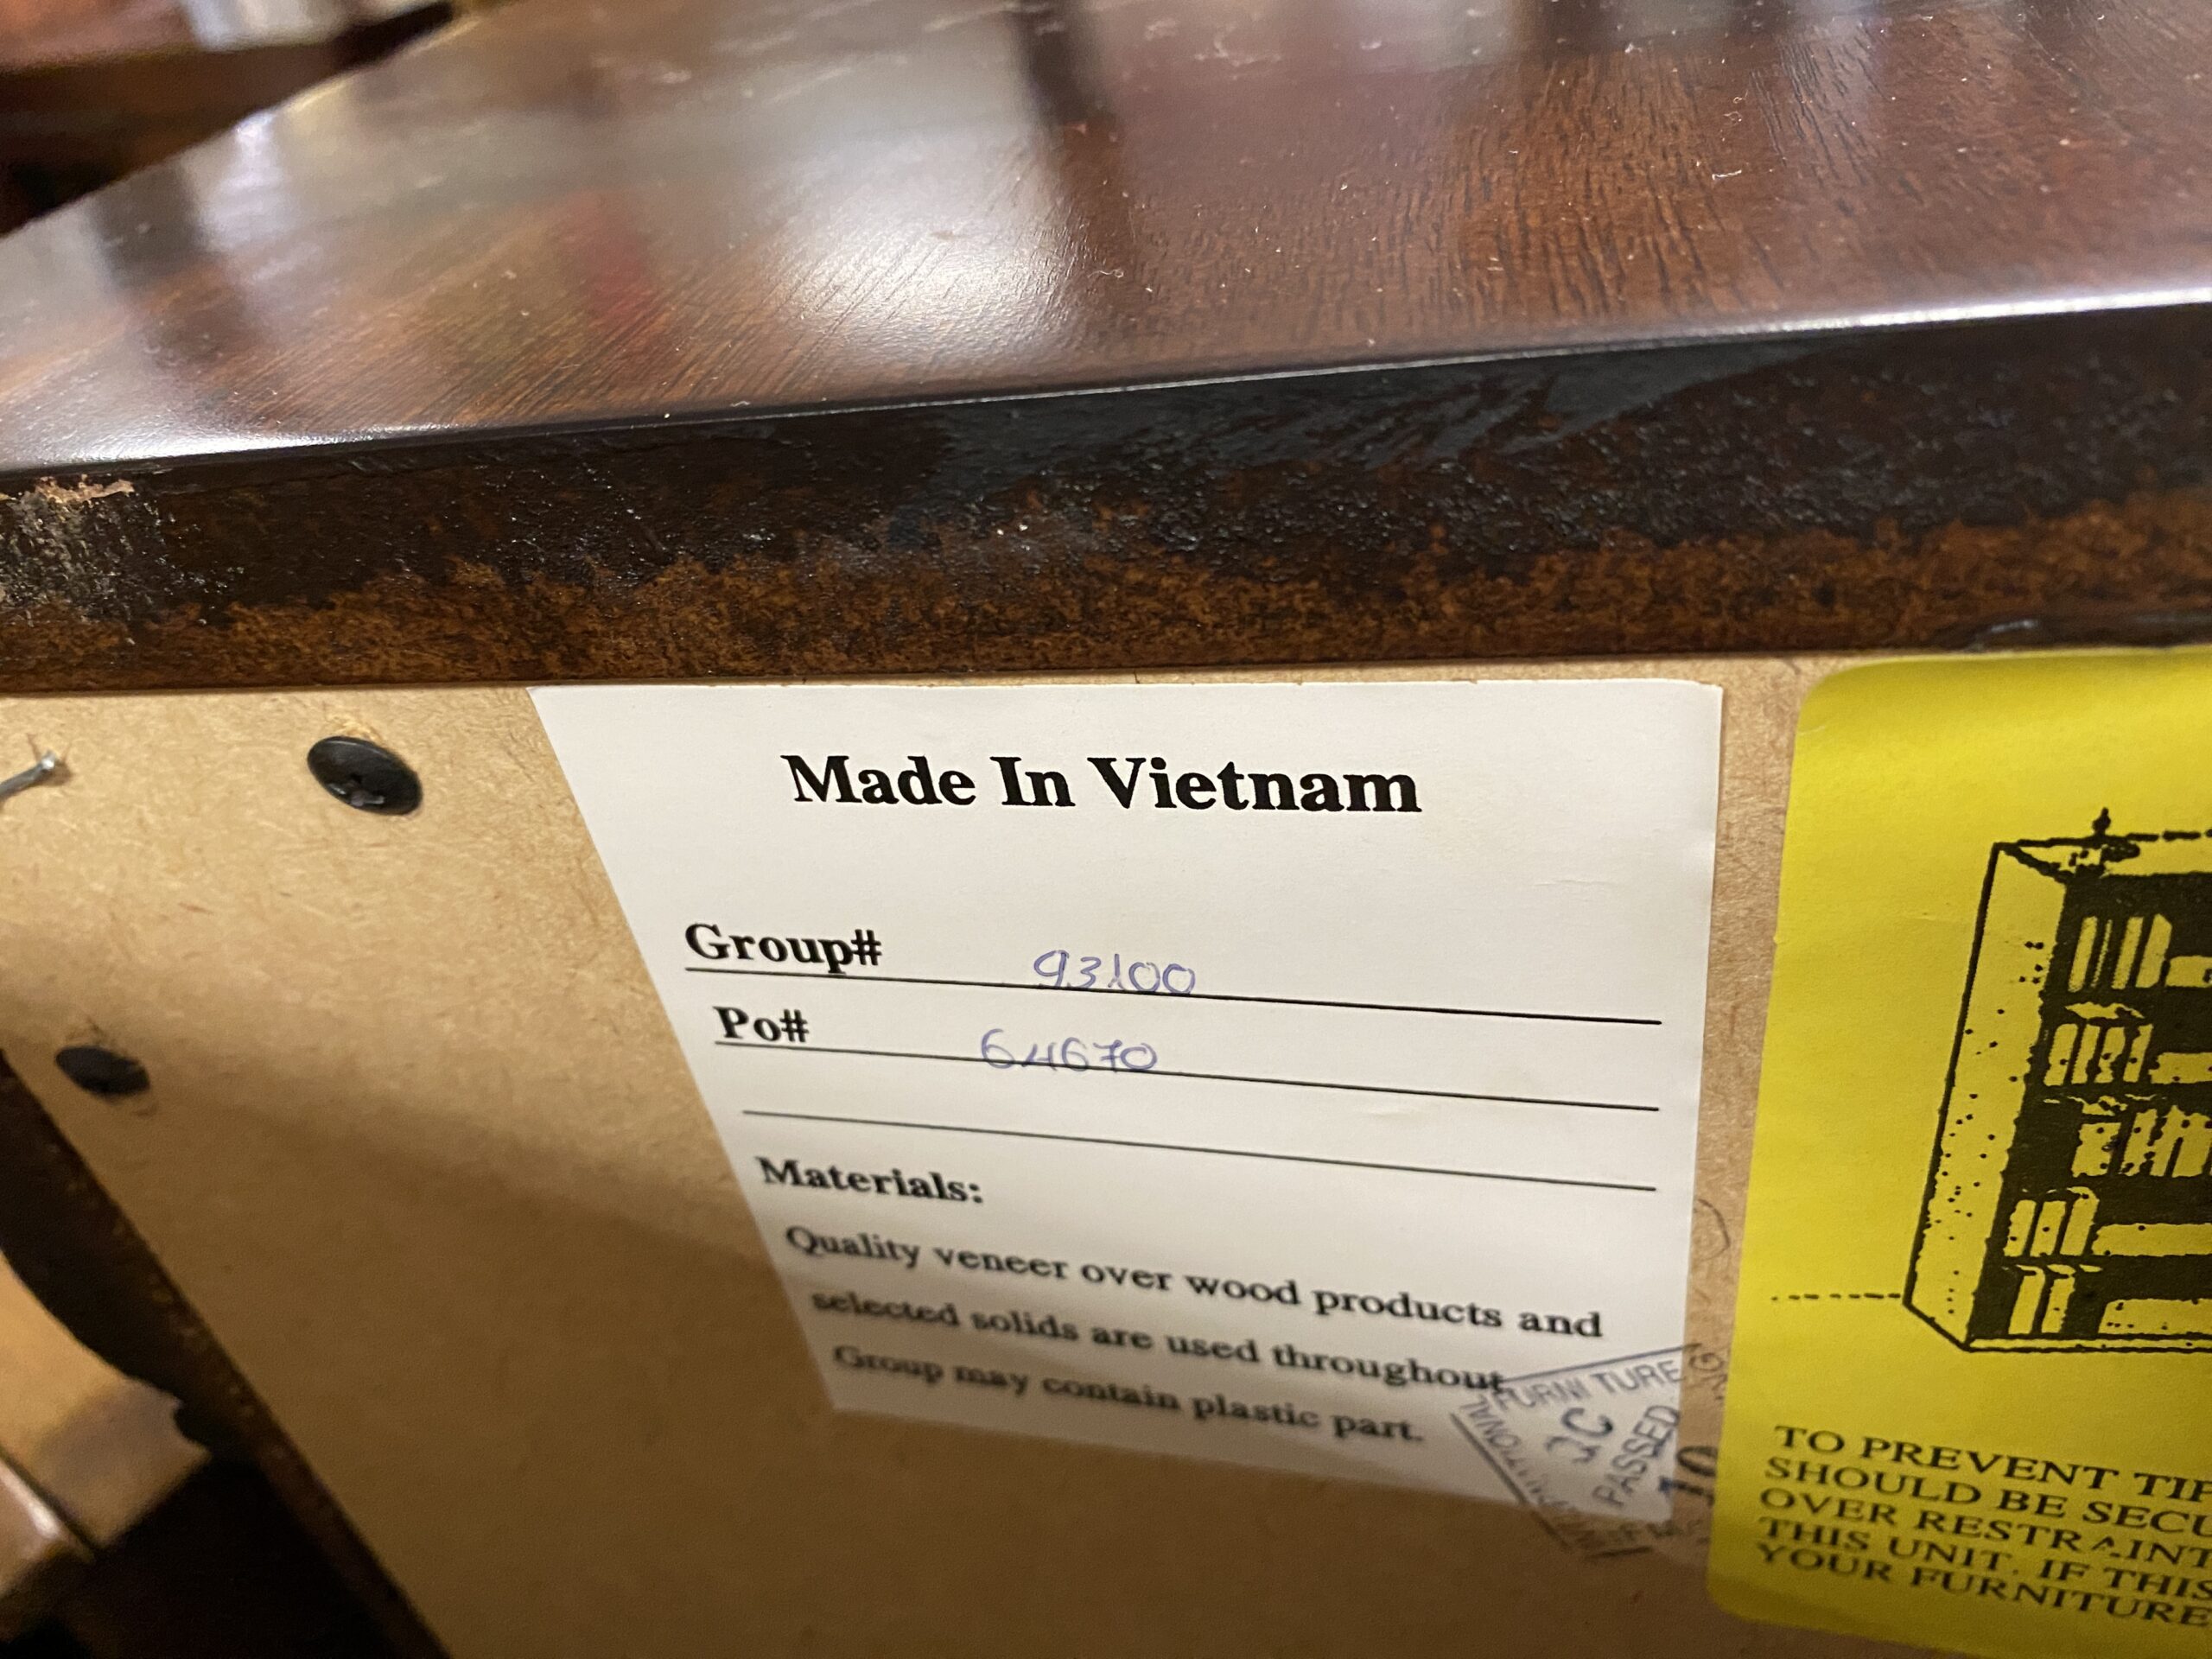 Made In Vietnam
Group# 93100
Po# 64670
Materials:
Quality veneer over wood products and
selected solids are used throughout
Group may contain plastic part.
FURNITURE
PASSED
10
TO PREVENT TIP
SHOULD BE SECU
OVER RESTRAINT
THIS UNIT. IF THIS
YOUR FURNITURE